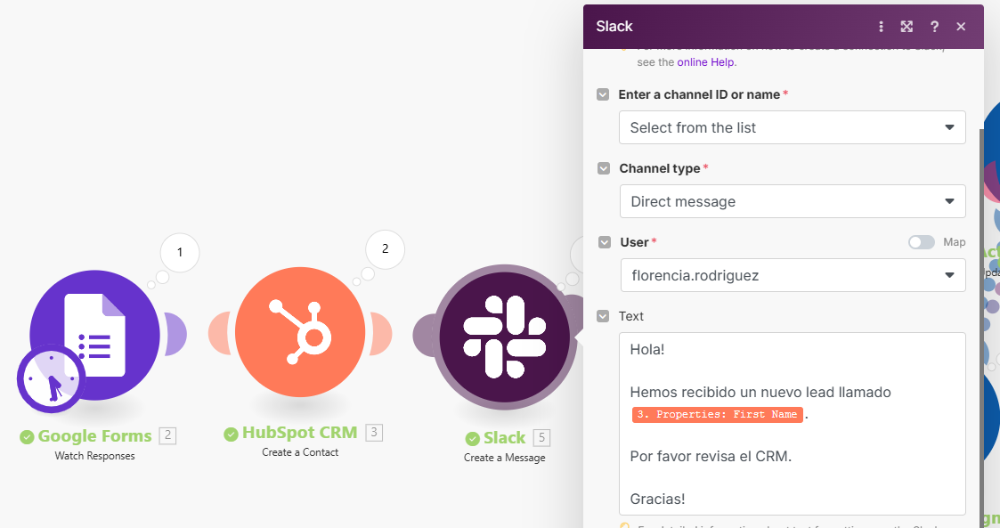 Slack
?
see the online Help.
Enter a channel ID or name *
Select from the list
Channel type *
Direct message
User *
Map
florencia.rodriguez
Text
Hola!
Hemos recibido un nuevo lead llamado
3. Properties: First Name .
Por favor revisa el CRM.
Gracias!
1
2
Google Forms 2
Watch Responses
HubSpot CRM 3
Create a Contact
Slack 5
Create a Message